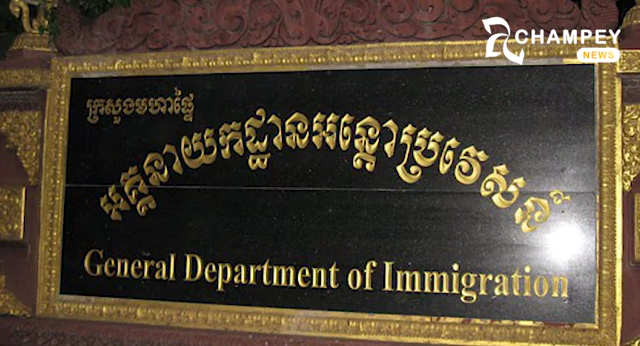 CHAMPEY
NEWS
ក្រសួងមហាផ្ទៃ
អគ្គនាយកដ្ឋានអន្តោប្រវេសន៍
General Department of Immigration